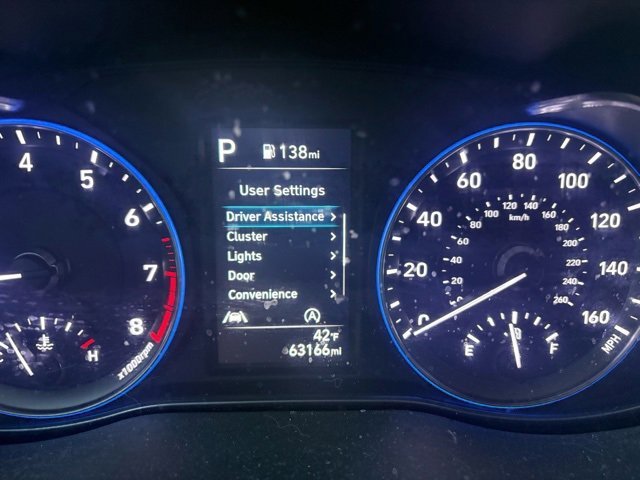 4
5
6
7
8
x1000rpm
H
P 138mi
User Settings
Driver Assistance >
Cluster >
Lights >
Door >
Convenience >
A
42°F
63166mi
0
20
40
60
80
100
120
140
160
MPH
20
40
60
80
100
120
140
160
180
200
220
240
260
km/h
E
F